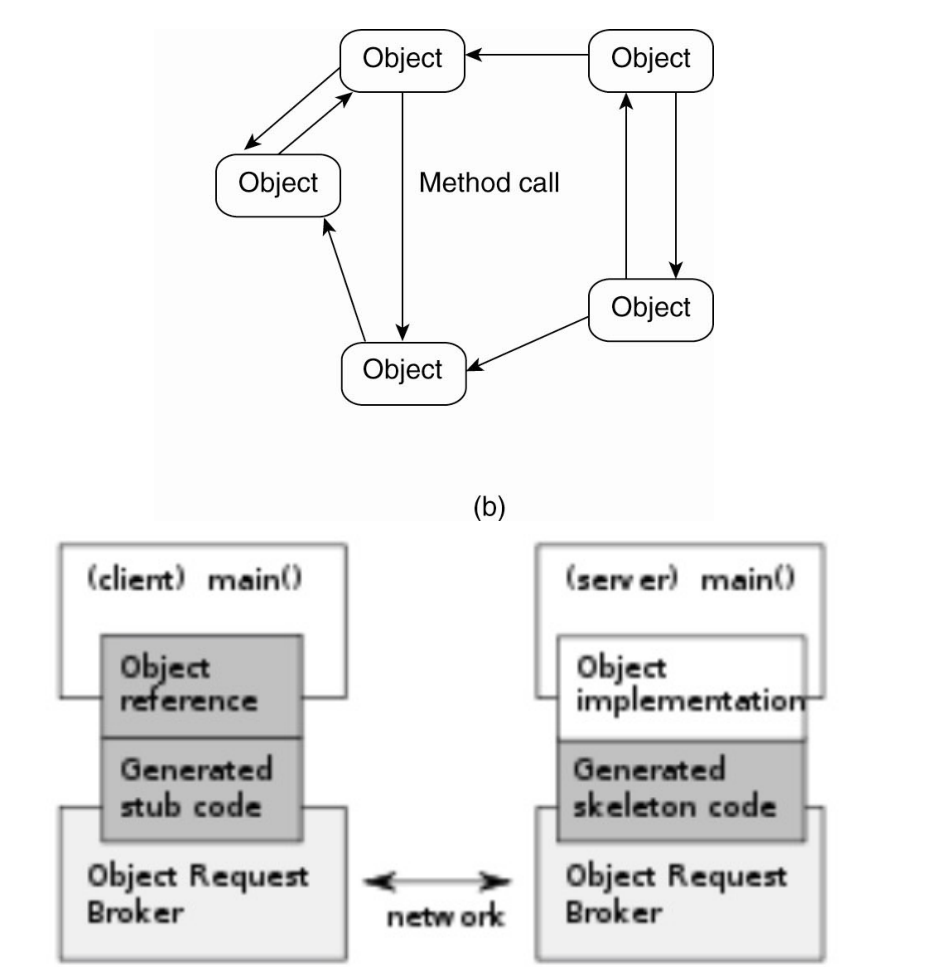 Object
Object
Object
Method call
Object
Object
(b)
(client) main()
Object
reference
Generated
stub code
Object Request
Broker
network
(server) main()
Object
implementation
Generated
skeleton code
Object Request
Broker